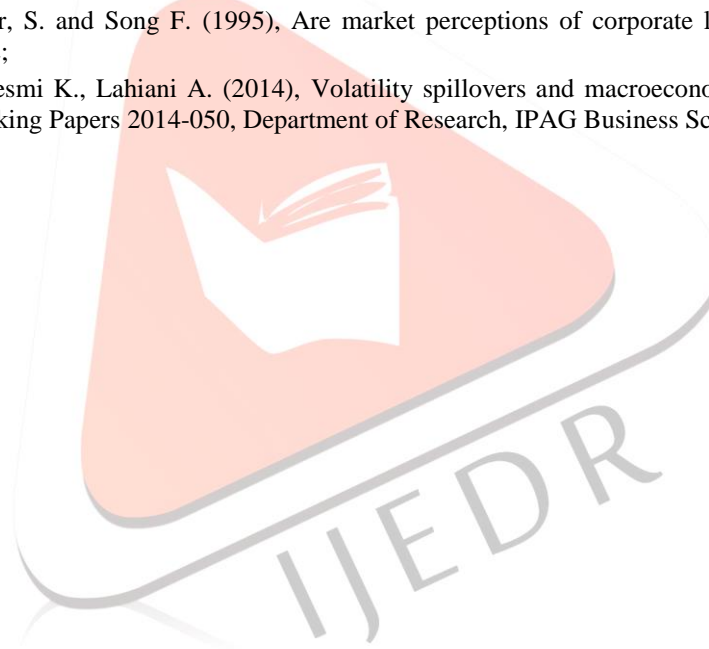 r, S. and Song F. (1995), Are market perceptions of corporate l
;
esmi K., Lahiani A. (2014), Volatility spillovers and macroecono
king Papers 2014-050, Department of Research, IPAG Business Sc
IJEDR